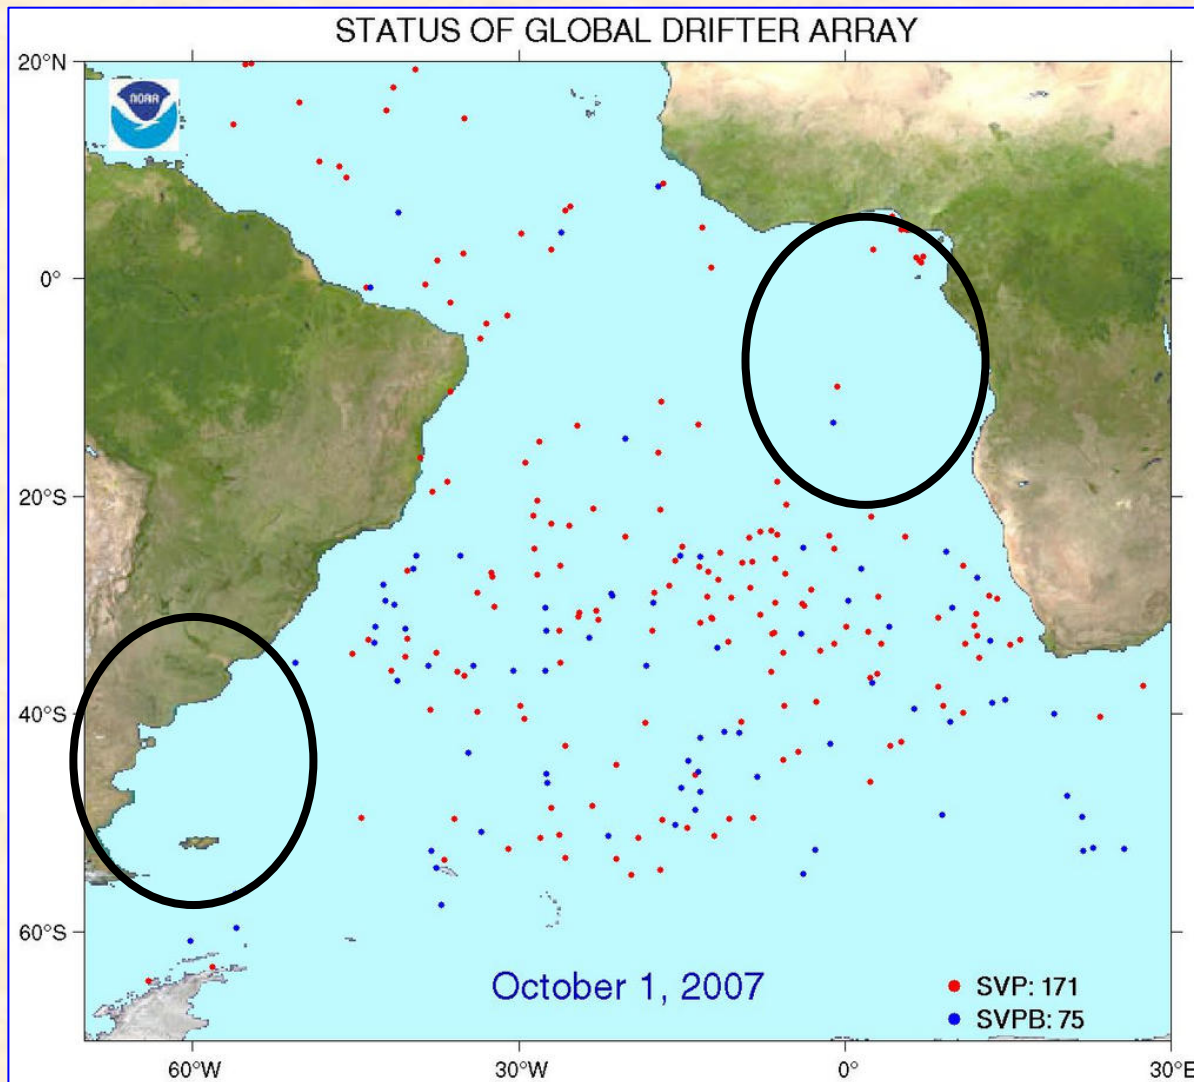 STATUS OF GLOBAL DRIFTER ARRAY
20°N
NOAA
0°
20°S
40°S
60°S
October 1, 2007
SVP: 171
SVPB: 75
60°W
30°W
0°
30°E